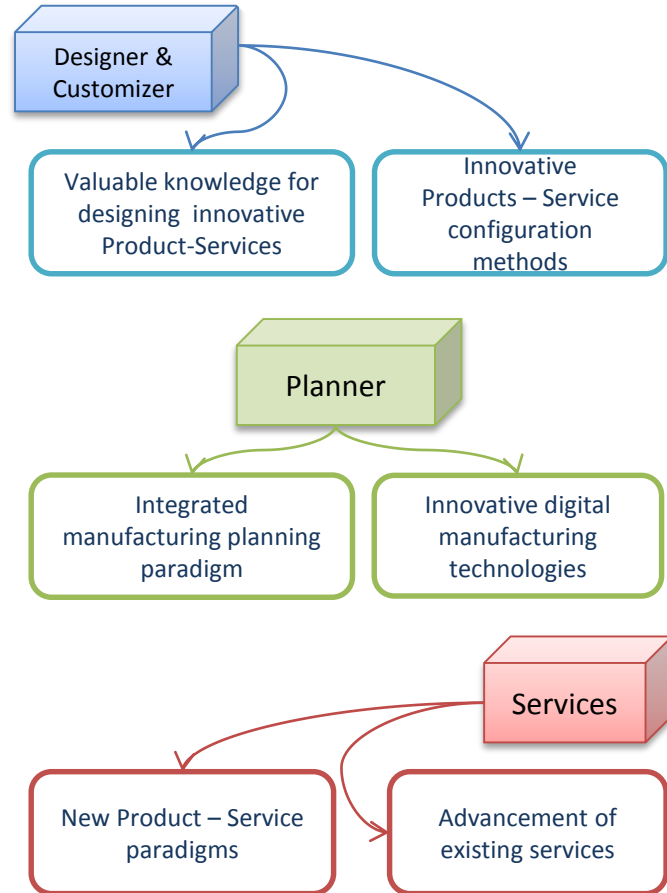 Designer &
Customizer
Valuable knowledge for
designing innovative
Product-Services
Innovative
Products – Service
configuration
methods
Planner
Integrated
manufacturing planning
paradigm
Innovative digital
manufacturing
technologies
Services
New Product – Service
paradigms
Advancement of
existing services